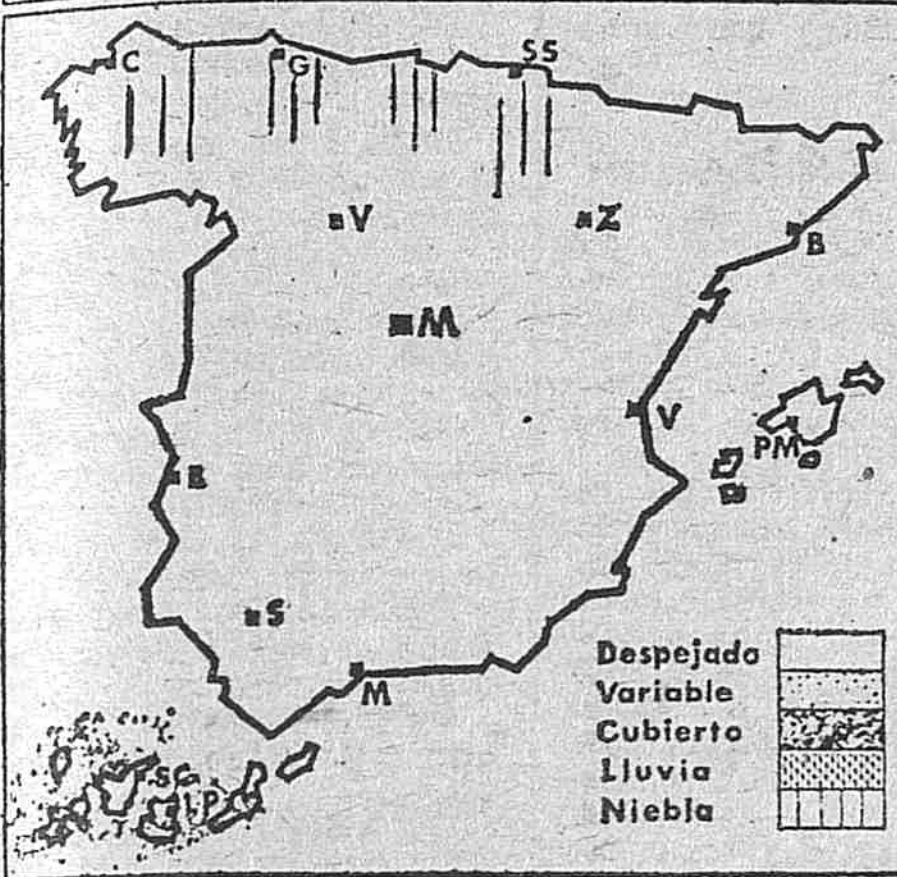 C
G
SS
V
Z
B
M
V
PM
B
S
M
SC
LP
T
Despejado
Variable
Cubierto
Lluvia
Niebla